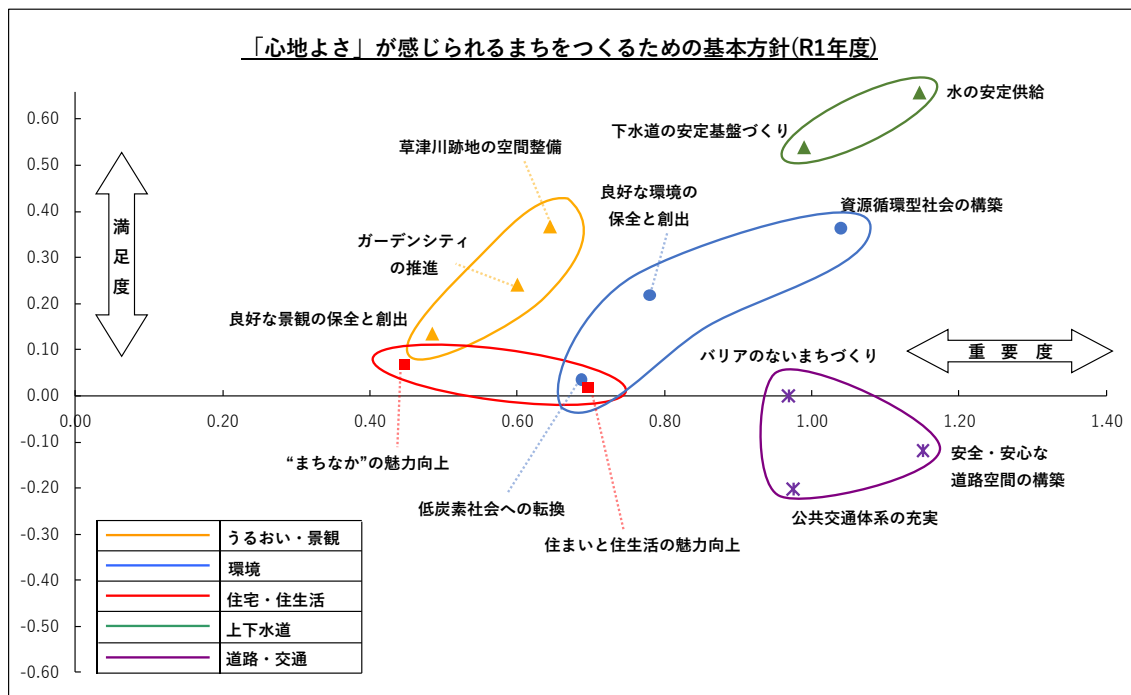 「心地よさ」が感じられるまちをつくるための基本方針(R1年度)
0.60
0.50
0.40
0.30
0.20
0.10
0.00
-0.10
-0.20
-0.30
-0.40
-0.50
-0.60
0.00
0.20
0.40
0.60
0.80
1.00
1.20
1.40
満足度
重要度
水の安定供給
下水道の安定基盤づくり
草津川跡地の空間整備
良好な環境の
保全と創出
資源循環型社会の構築
ガーデンシティ
の推進
良好な景観の保全と創出
バリアのないまちづくり
“まちなか”の魅力向上
低炭素社会への転換
住まいと住生活の魅力向上
安全・安心な
道路空間の構築
公共交通体系の充実
うるおい・景観
環境
住宅・住生活
上下水道
道路・交通